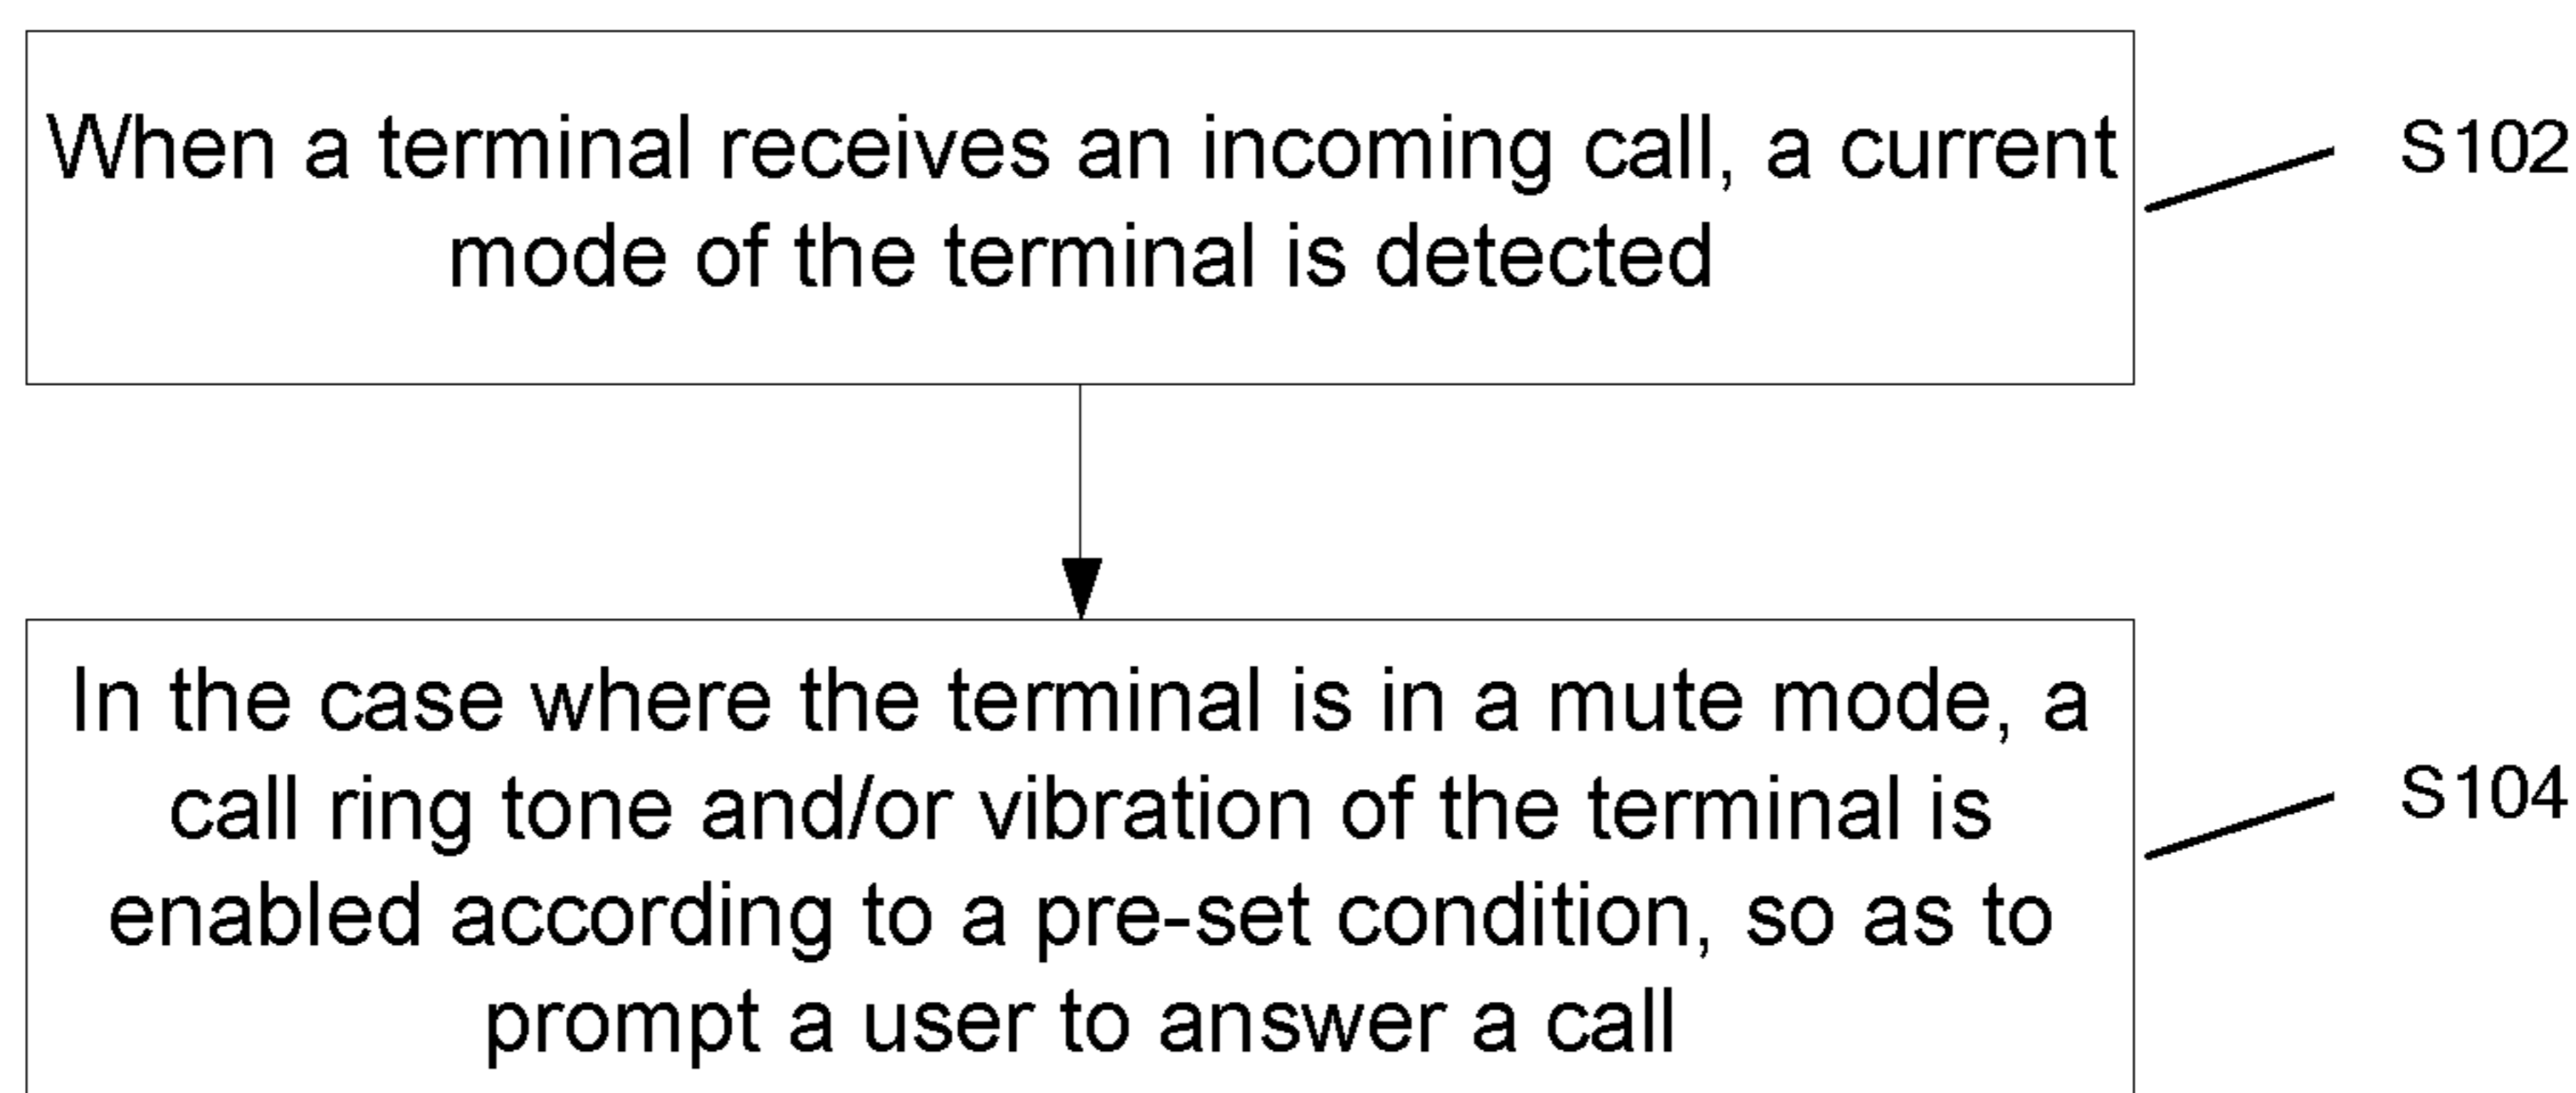 When a terminal receives an incoming call, a current
mode of the terminal is detected
S102
In the case where the terminal is in a mute mode, a
call ring tone and/or vibration of the terminal is
enabled according to a pre-set condition, so as to
prompt a user to answer a call
S104